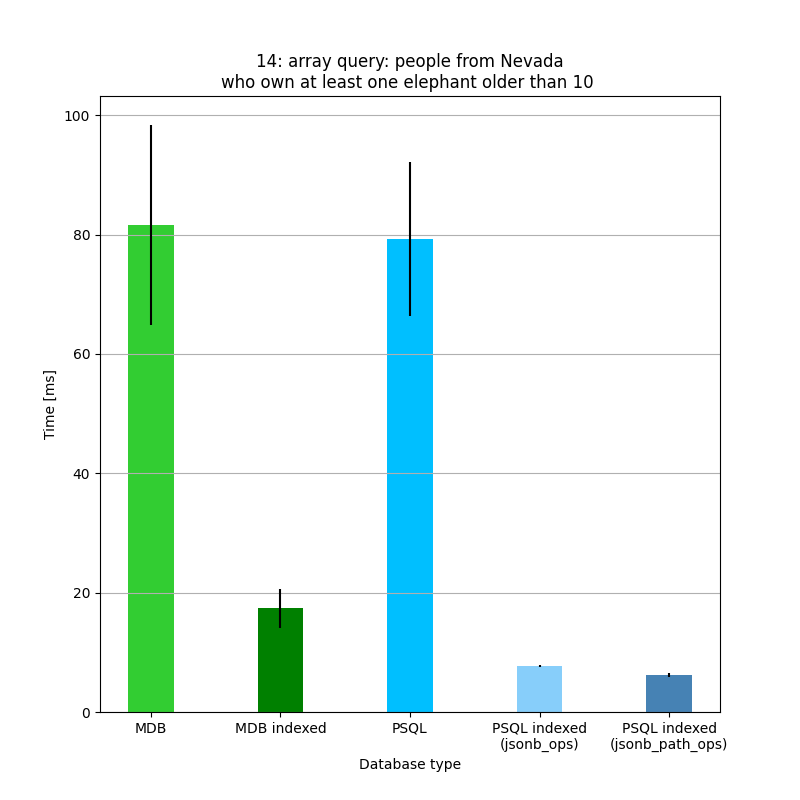 14: array query: people from Nevada
who own at least one elephant older than 10
100
80
60
40
20
0
Time [ms]
MDB
MDB indexed
PSQL
PSQL indexed
(jsonb_ops)
PSQL indexed
(jsonb_path_ops)
Database type